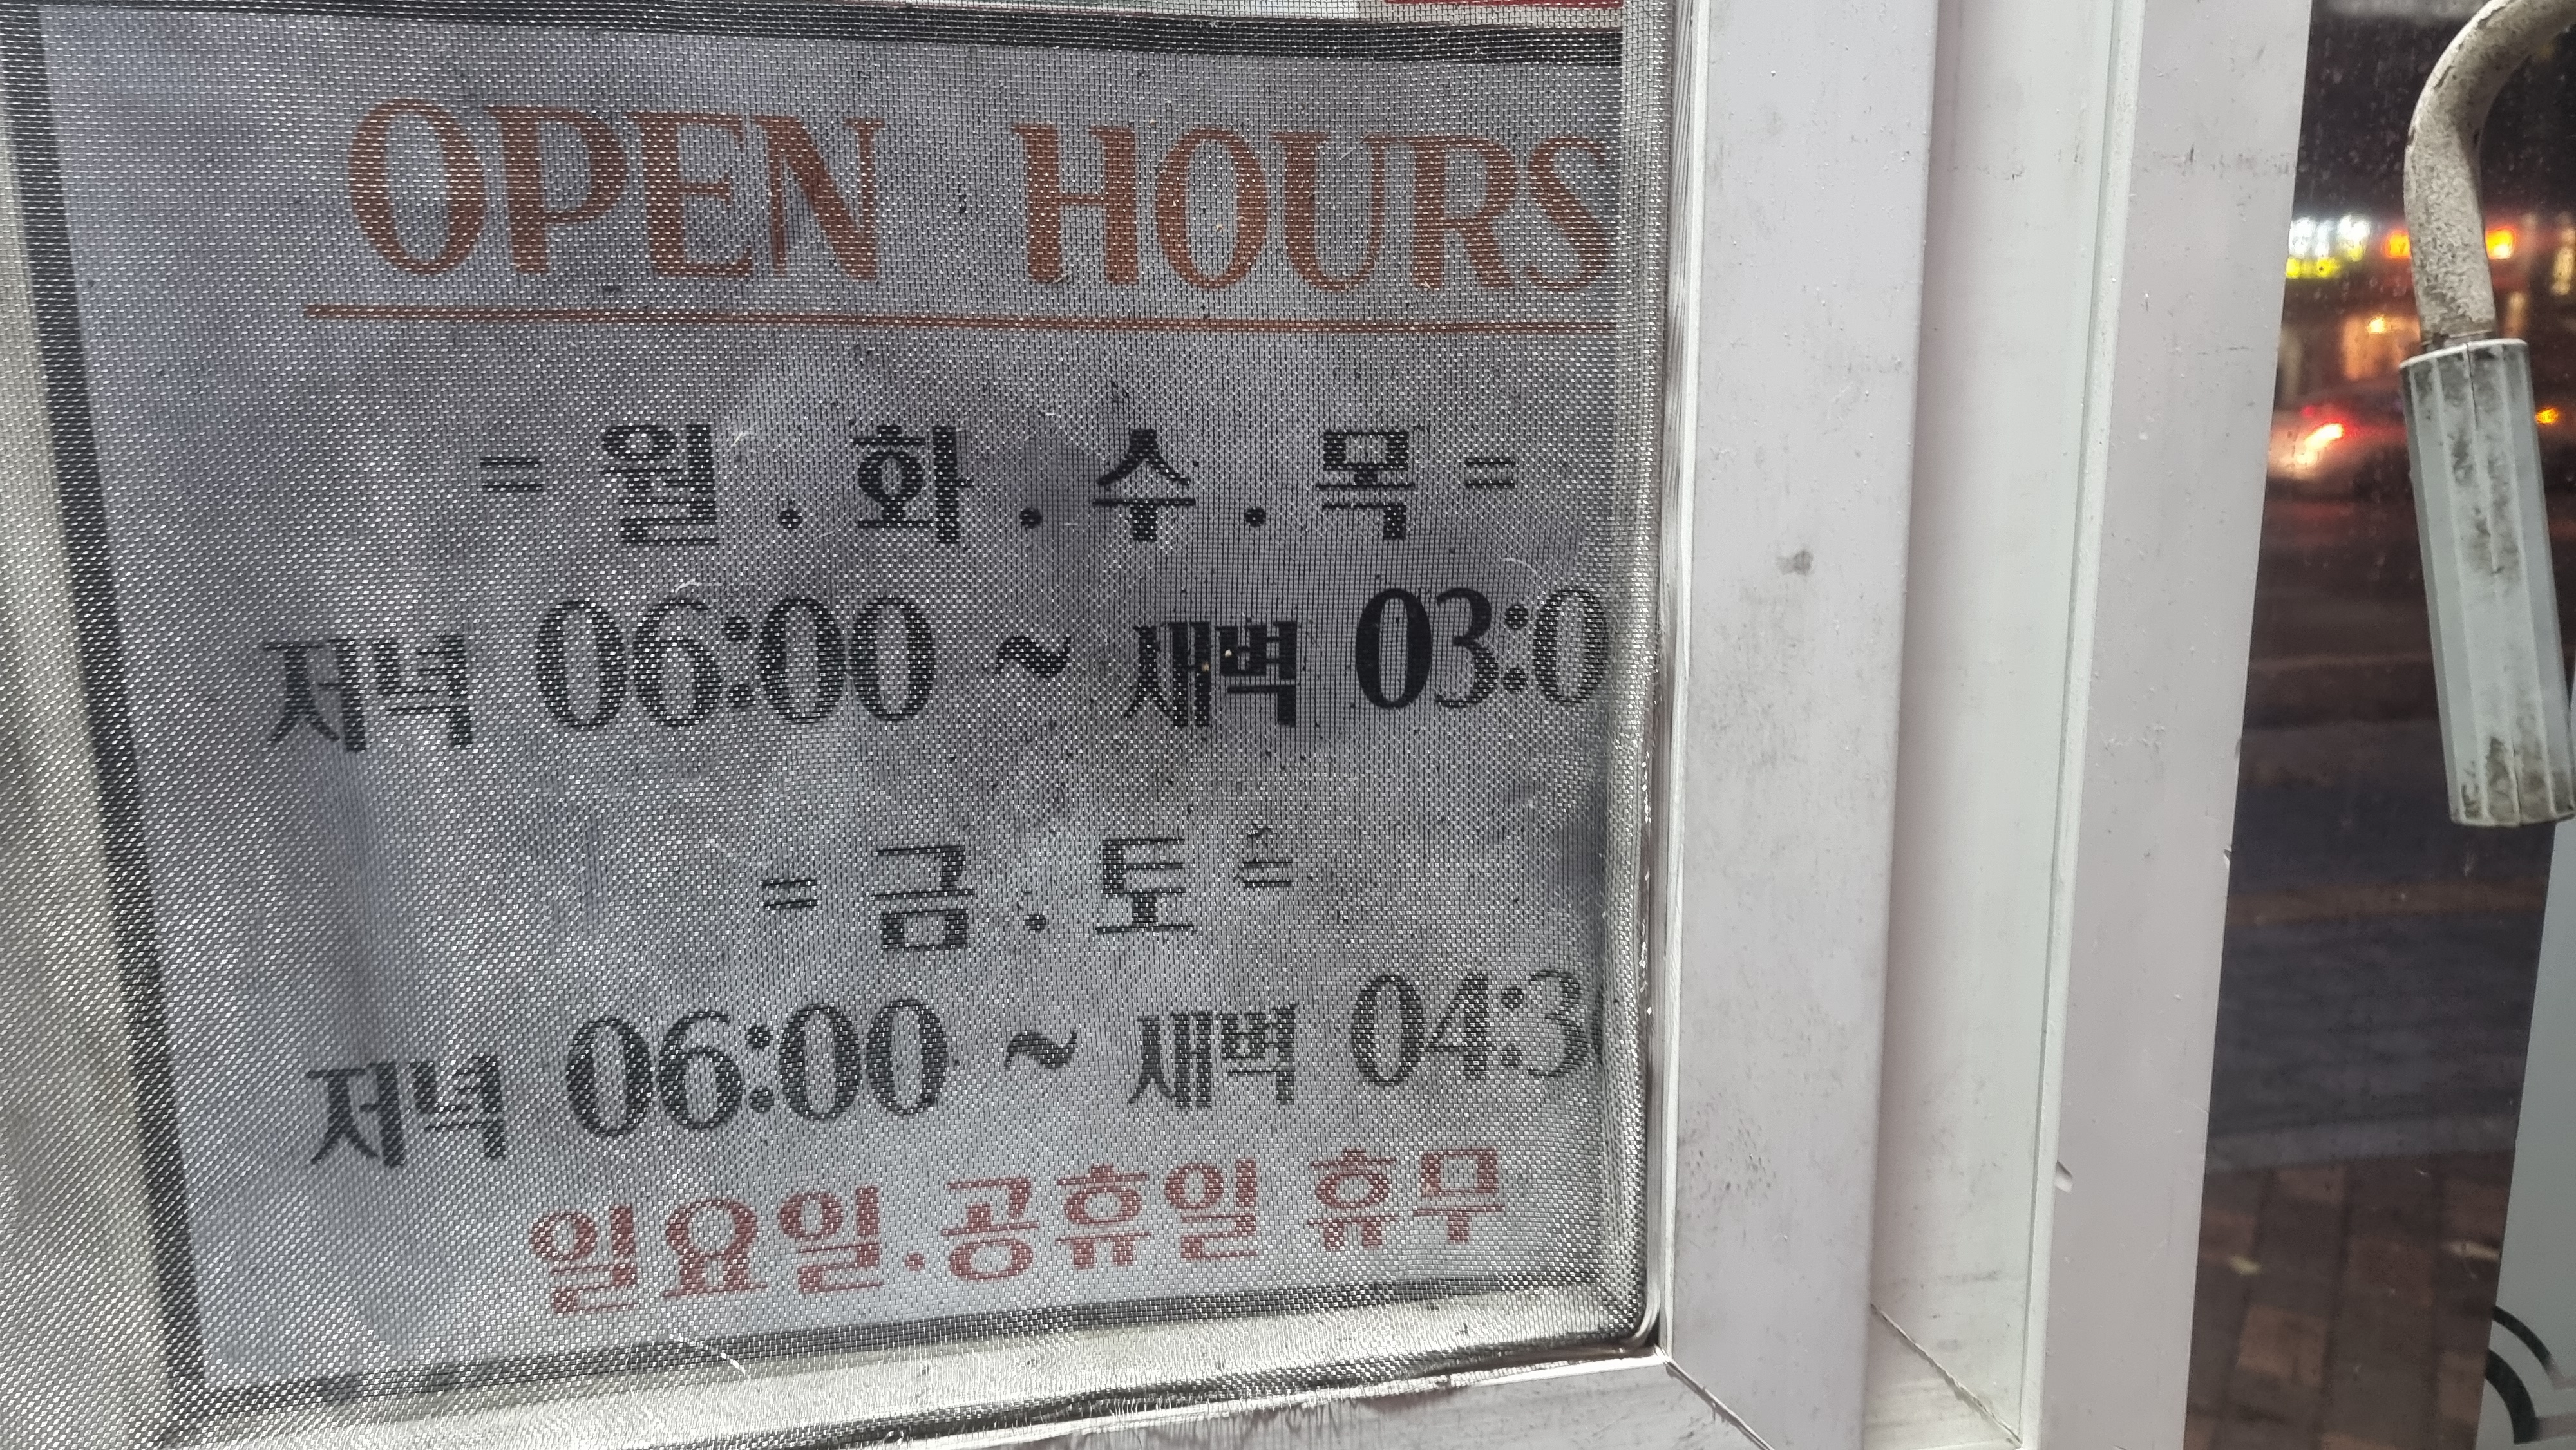 OPEN HOURS
= 월 . 화 . 수 . 목 =
저녁 06:00 ~ 새벽 03:0
= 금 . 토 =
저녁 06:00 ~ 새벽 04:3
일요일.공휴일 휴무